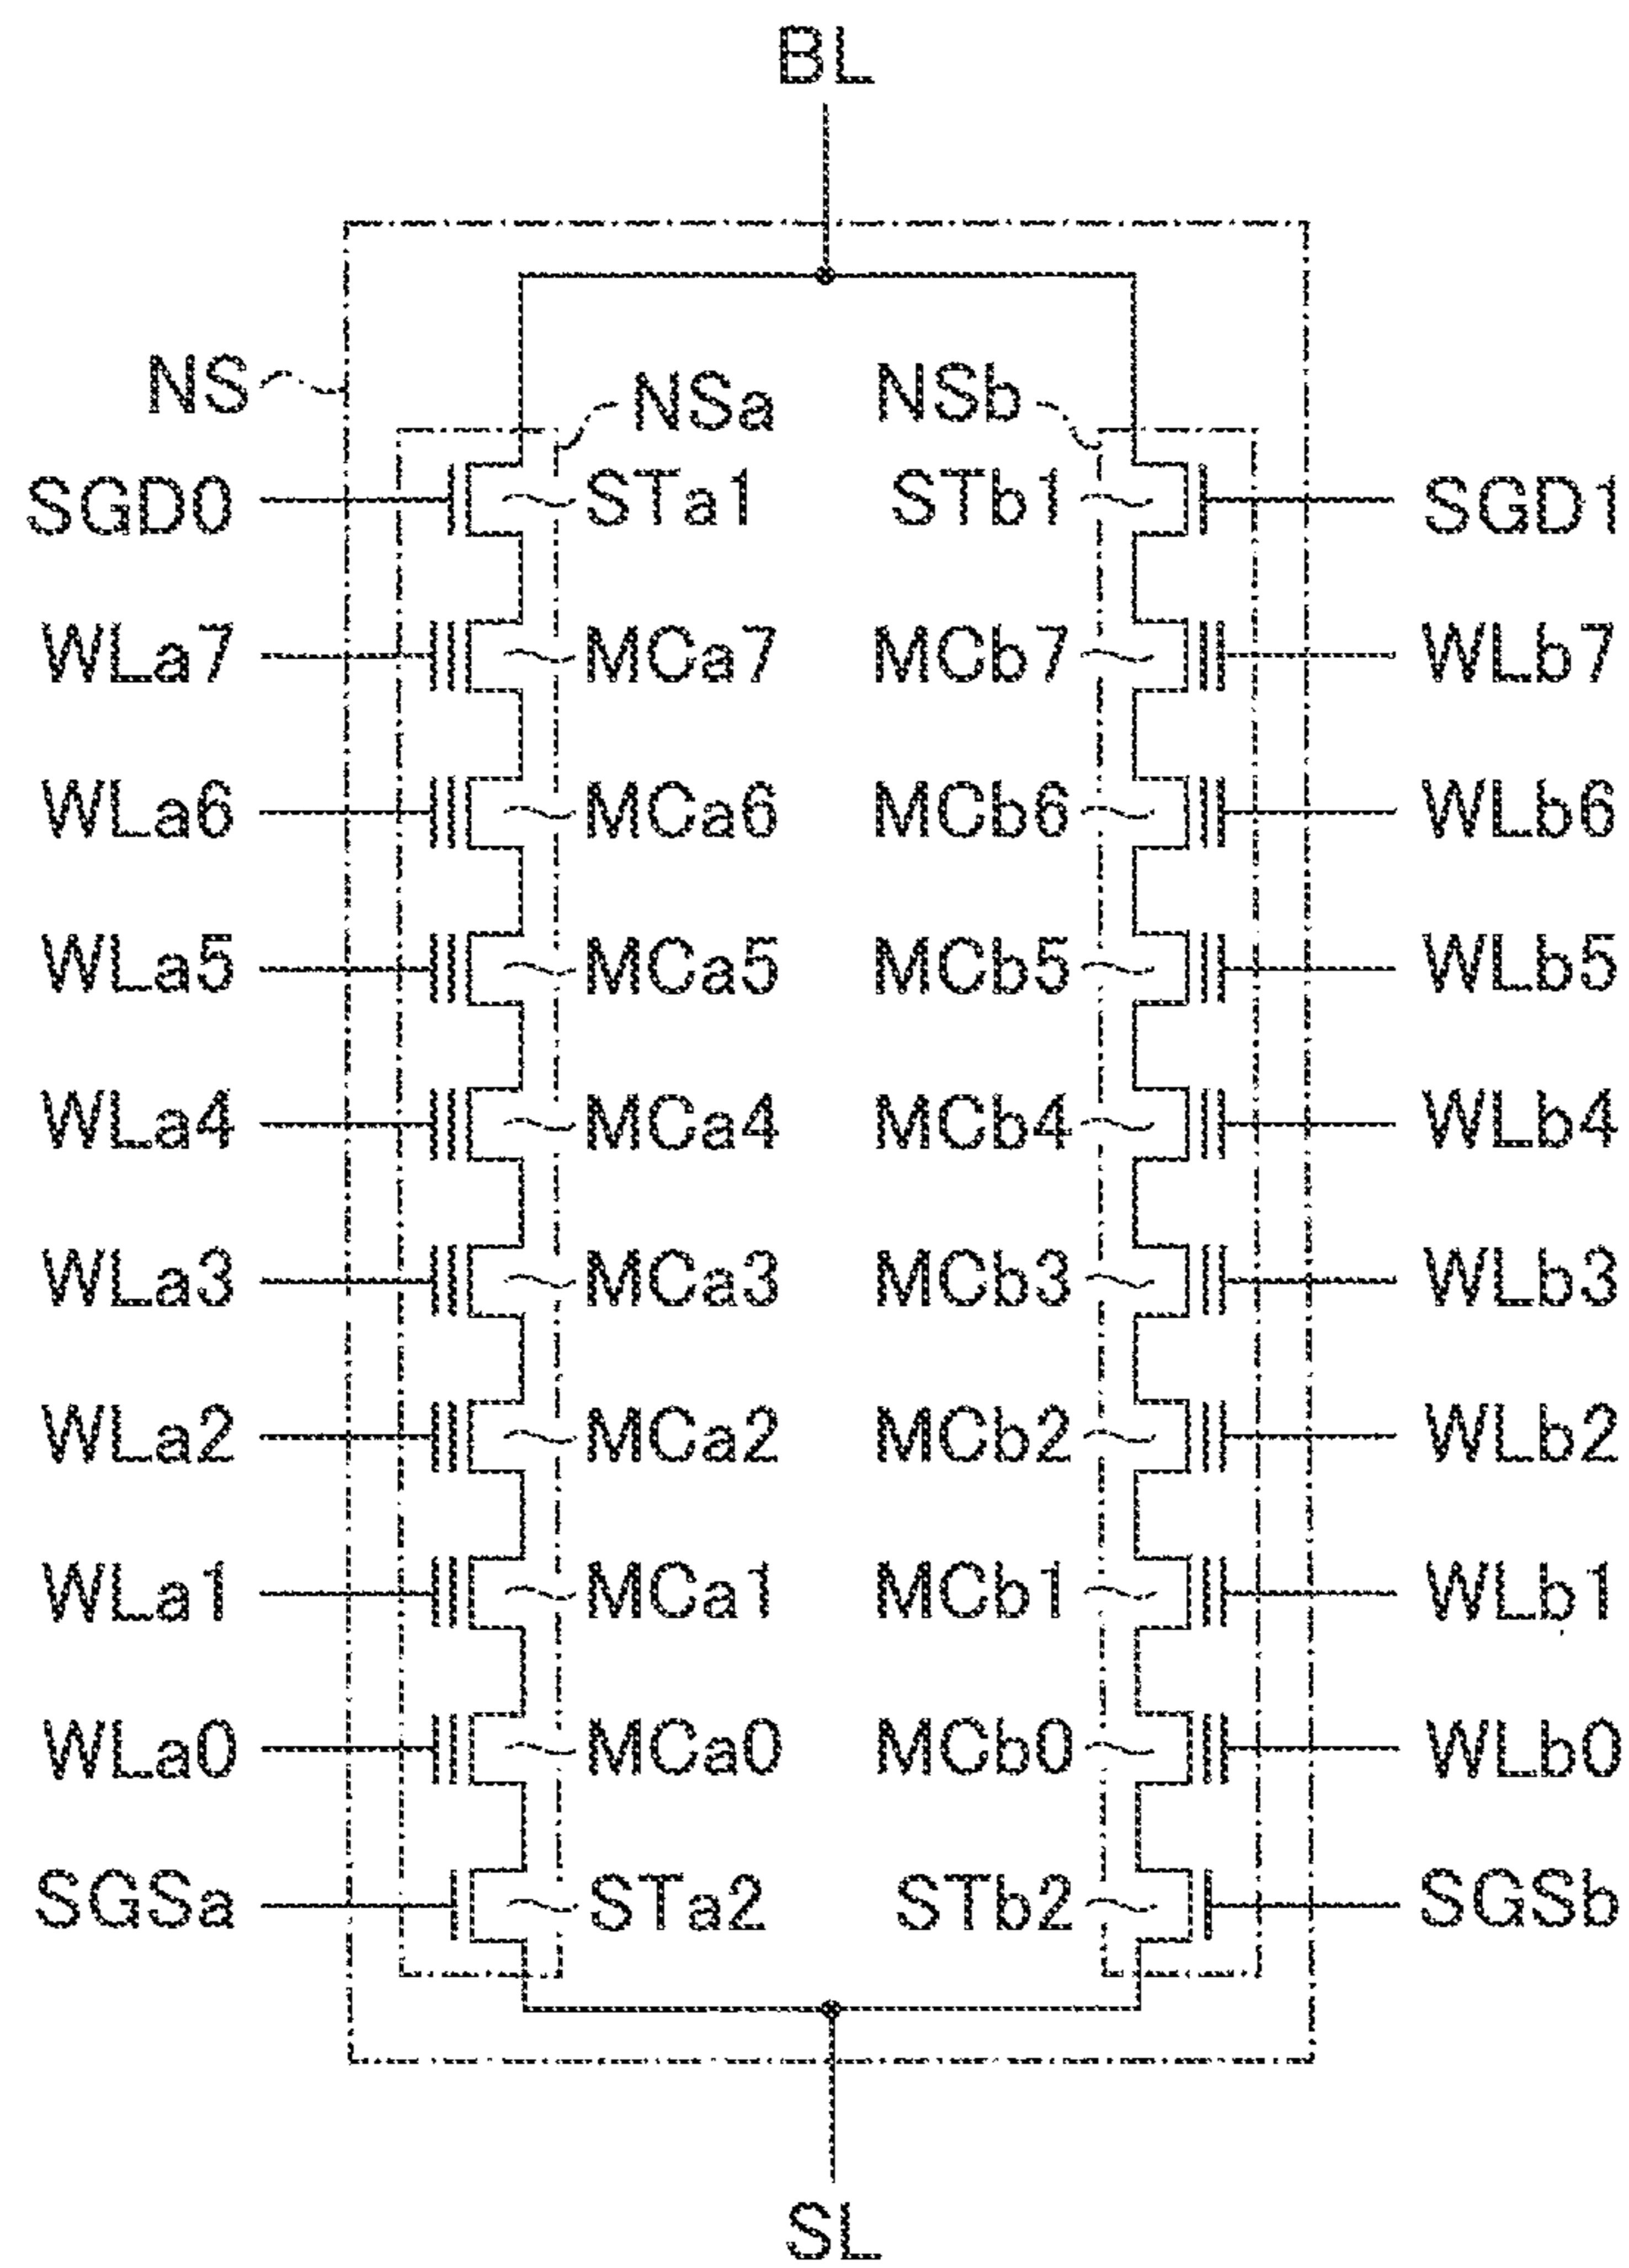 BL
NS NSa NSb
SGD0 STa1 STb1 SGD1
WLa7 MCa7 MCb7 WLb7
WLa6 MCa6 MCb6 WLb6
WLa5 MCa5 MCb5 WLb5
WLa4 MCa4 MCb4 WLb4
WLa3 MCa3 MCb3 WLb3
WLa2 MCa2 MCb2 WLb2
WLa1 MCa1 MCb1 WLb1
WLa0 MCa0 MCb0 WLb0
SGSa STa2 STb2 SGSb
SL